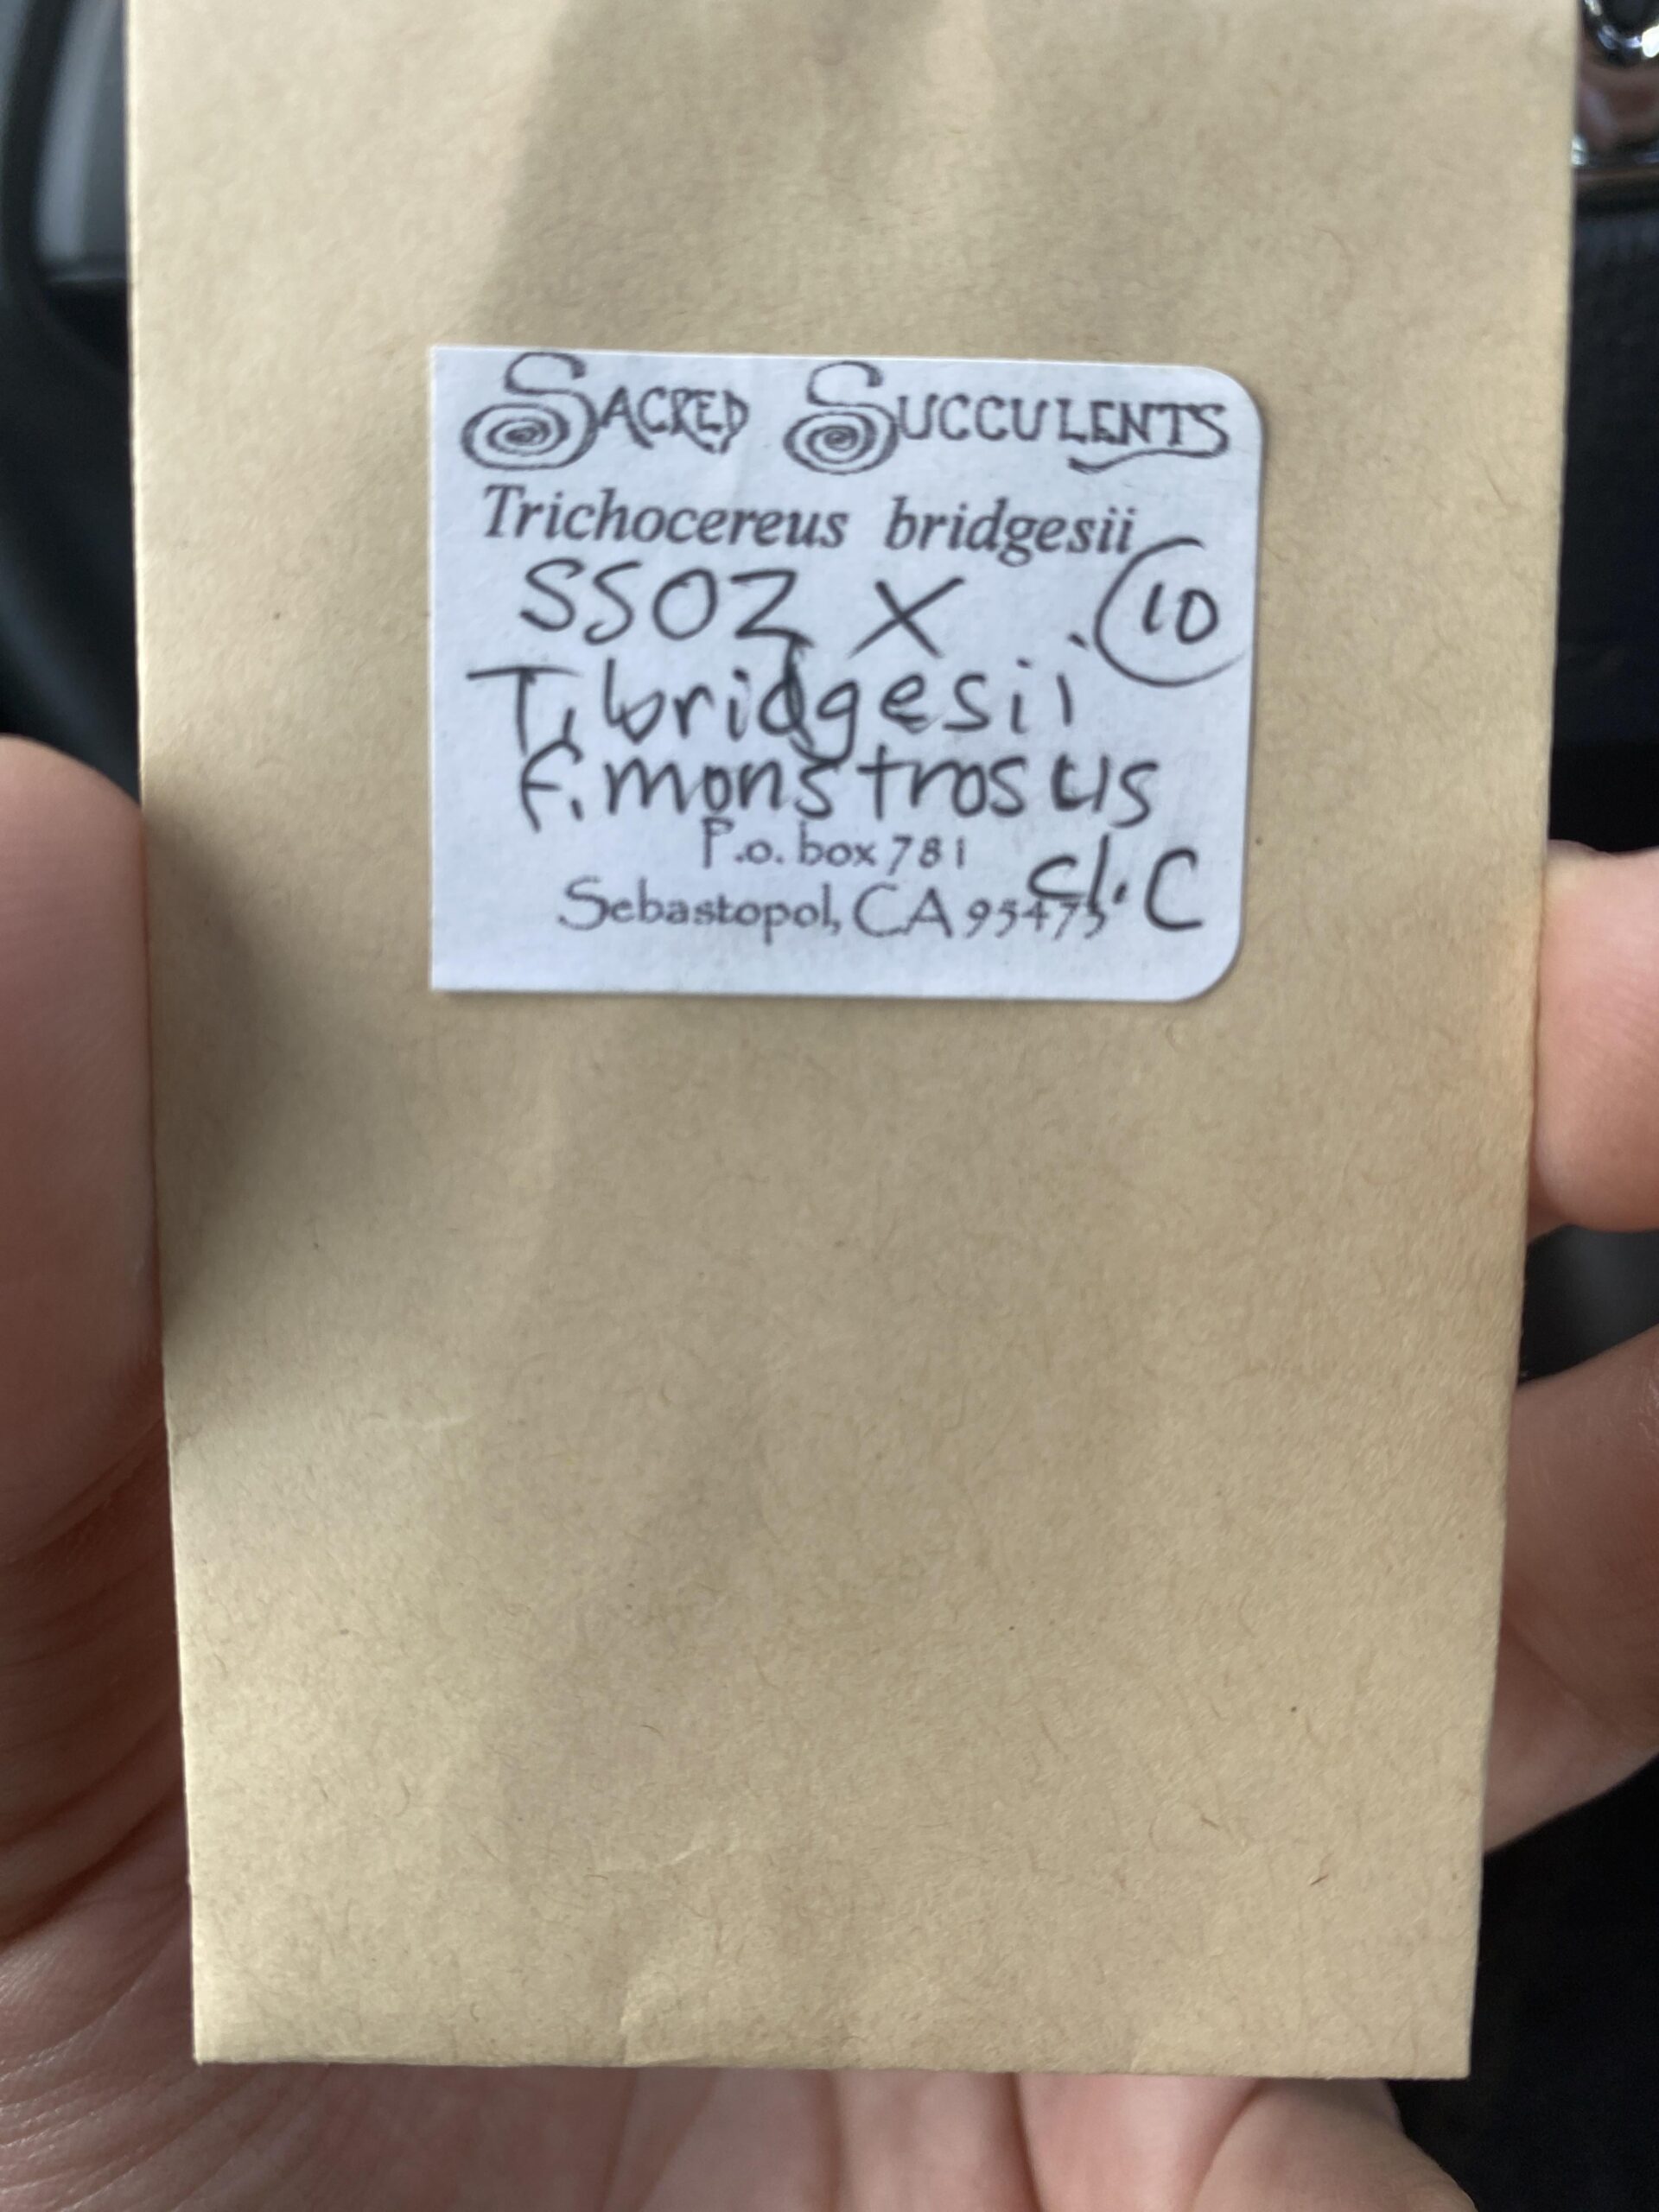 SACRED SUCCULENTS
Trichocereus bridgesii
SS02 X 10
T. bridgesii
f. monstrosus
P.o. box 781
cl. C
Sebastopol, CA 95473